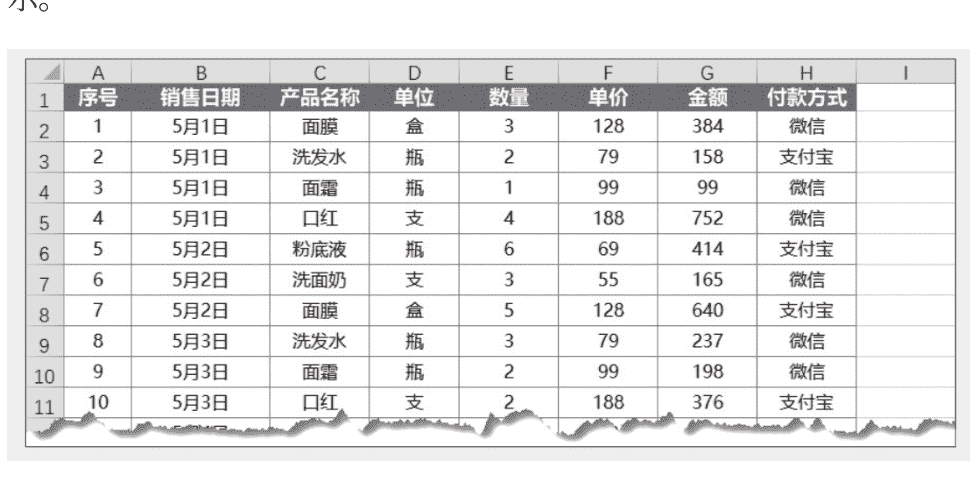 示。
A B C D E F G H I
1 序号 销售日期 产品名称 单位 数量 单价 金额 付款方式
2 1 5月1日 面膜 盒 3 128 384 微信
3 2 5月1日 洗发水 瓶 2 79 158 支付宝
4 3 5月1日 面霜 瓶 1 99 99 微信
5 4 5月1日 口红 支 4 188 752 微信
6 5 5月2日 粉底液 瓶 6 69 414 支付宝
7 6 5月2日 洗面奶 支 3 55 165 微信
8 7 5月2日 面膜 盒 5 128 640 支付宝
9 8 5月3日 洗发水 瓶 3 79 237 微信
10 9 5月3日 面霜 瓶 2 99 198 微信
11 10 5月3日 口红 支 2 188 376 支付宝